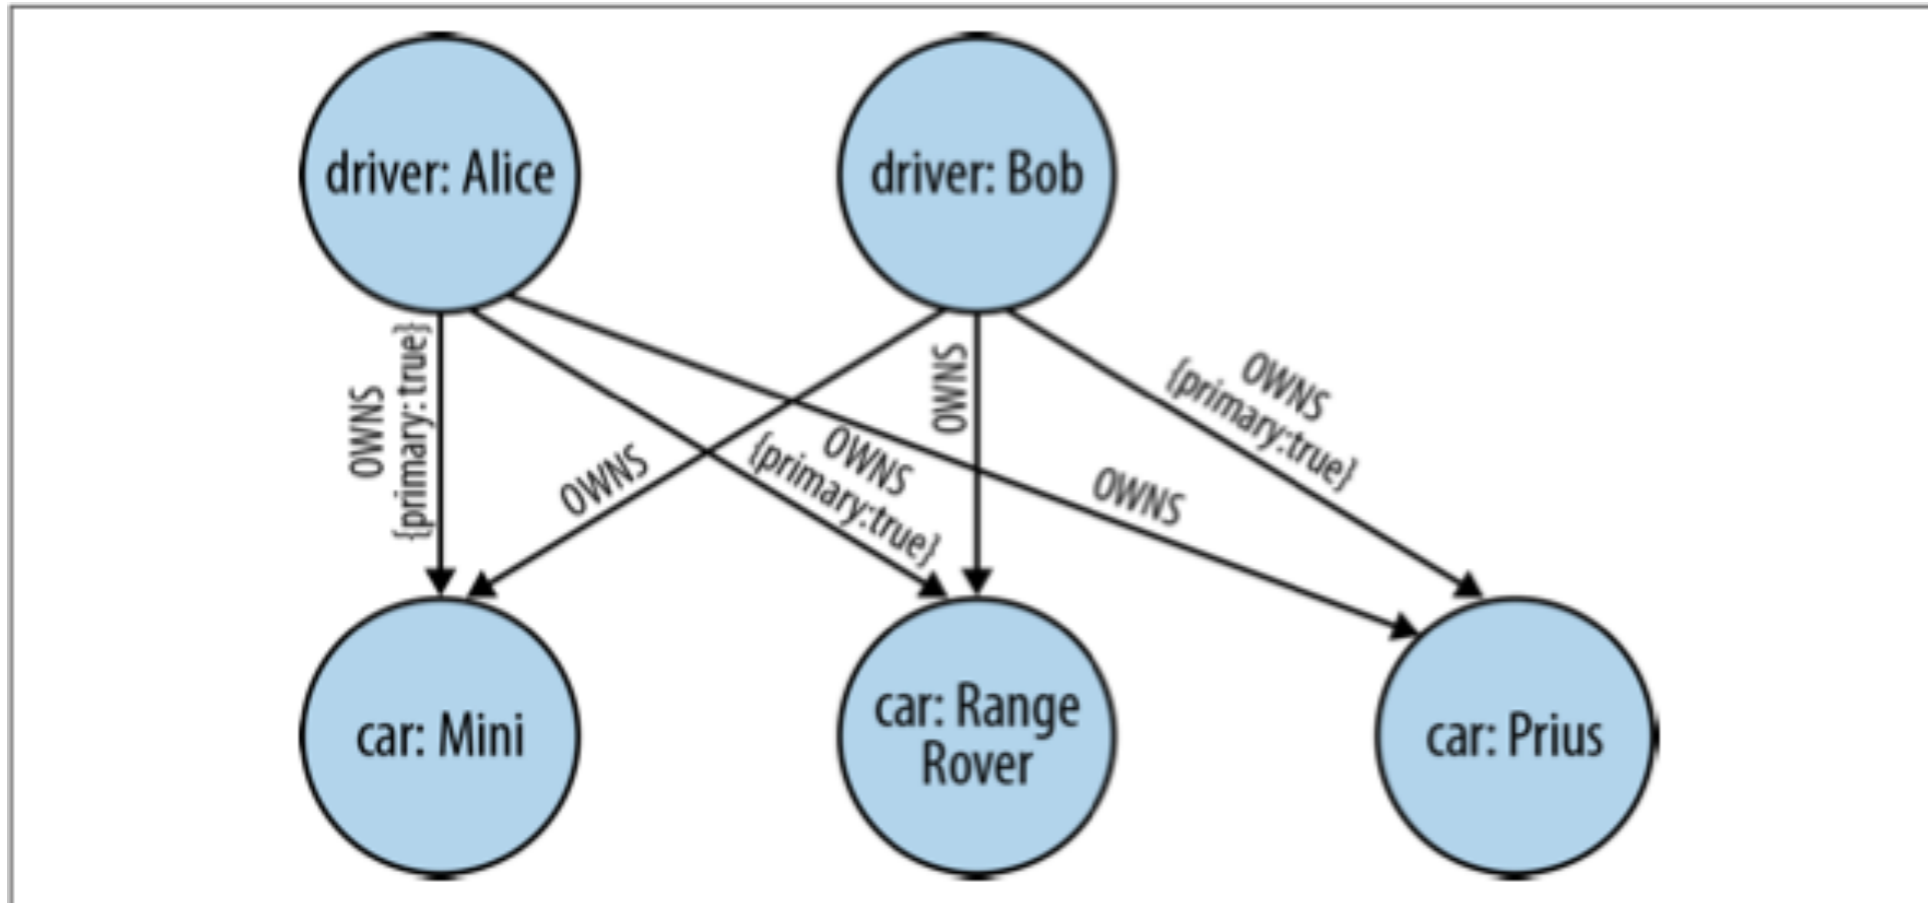 driver: Alice
driver: Bob
OWNS
{primary: true}
OWNS
OWNS
{primary:true}
OWNS
OWNS
OWNS
{primary:true}
car: Mini
car: Range
Rover
car: Prius